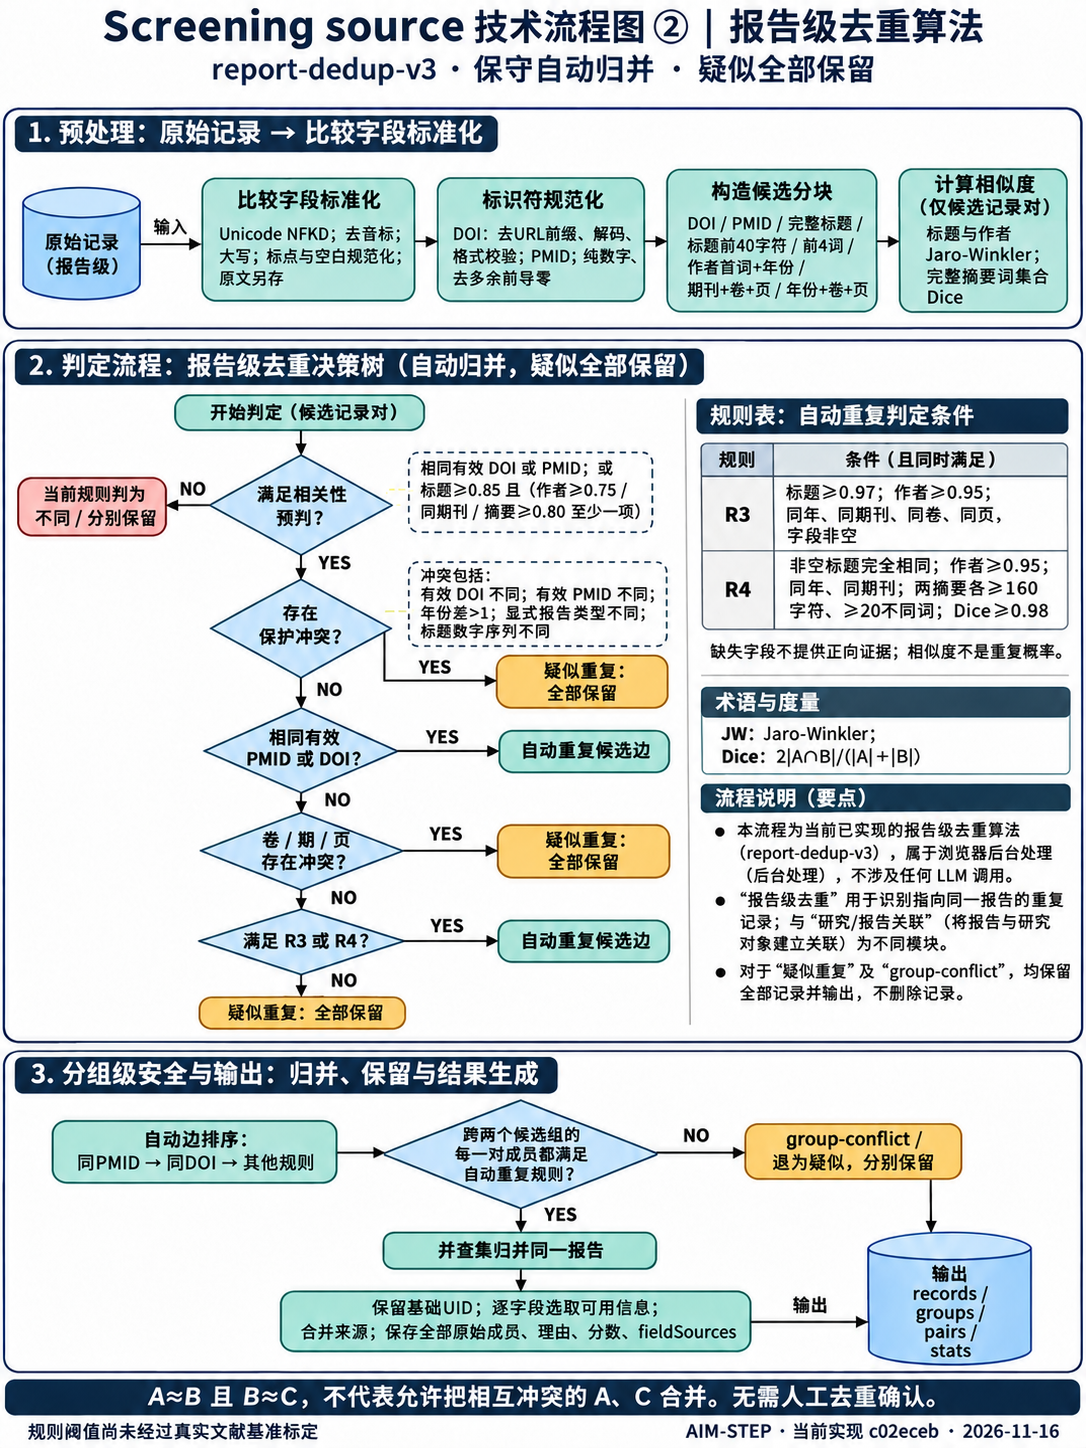 Screening source 技术流程图 ② | 报告级去重算法
report-dedup-v3 · 保守自动归并 · 疑似全部保留
1. 预处理：原始记录 → 比较字段标准化
原始记录
（报告级）
输入
比较字段标准化
Unicode NFKD；去音标；
大写；标点与空白规范化；
原文另存
标识符规范化
DOI：去URL前缀、解码、
格式校验；PMID；纯数字、
去多余前导零
构造候选分块
DOI / PMID / 完整标题 /
标题前40字符 / 前4词 /
作者首词+年份 /
期刊+卷+页 / 年份+卷+页
计算相似度
（仅候选记录对）
标题与作者
Jaro-Winkler；
完整摘要词集合
Dice
2. 判定流程：报告级去重决策树（自动归并，疑似全部保留）
开始判定（候选记录对）
满足相关性
预判？
NO
当前规则判为
不同 / 分别保留
相同有效 DOI 或 PMID；或
标题≥0.85 且（作者≥0.75 /
同期刊 / 摘要≥0.80 至少一项）
YES
存在
保护冲突？
冲突包括：
有效 DOI 不同；有效 PMID 不同；
年份差>1；显式报告类型不同；
标题数字序列不同
YES
疑似重复：
全部保留
NO
相同有效
PMID 或 DOI？
YES
自动重复候选边
NO
卷 / 期 / 页
存在冲突？
YES
疑似重复：
全部保留
NO
满足 R3 或 R4？
YES
自动重复候选边
NO
疑似重复：全部保留
规则表：自动重复判定条件
规则 条件（且同时满足）
R3
标题≥0.97；作者≥0.95；
同年、同期刊、同卷、同页，
字段非空
R4
非空标题完全相同；作者≥0.95；
同年、同期刊；两摘要各≥160
字符、≥20不同词；Dice≥0.98
缺失字段不提供正向证据；相似度不是重复概率。
术语与度量
JW：Jaro-Winkler；
Dice：2|A∩B|/(|A|+|B|)
流程说明（要点）
● 本流程为当前已实现的报告级去重算法
（report-dedup-v3），属于浏览器后台处理
（后台处理），不涉及任何 LLM 调用。
● “报告级去重”用于识别指向同一报告的重复
记录；与“研究/报告关联”（将报告与研究
对象建立关联）为不同模块。
● 对于“疑似重复”及“group-conflict”，均保留
全部记录并输出，不删除记录。
3. 分组级安全与输出：归并、保留与结果生成
自动边排序：
同PMID → 同DOI → 其他规则
跨两个候选组的
每一对成员都满足
自动重复规则？
NO
group-conflict /
退为疑似，分别保留
YES
并查集归并同一报告
保留基础UID；逐字段选取可用信息；
合并来源；保存全部原始成员、理由、分数、fieldSources
输出
输出
records /
groups /
pairs /
stats
A≈B 且 B≈C，不代表允许把相互冲突的 A、C 合并。无需人工去重确认。
规则阈值尚未经过真实文献基准标定
AIM-STEP · 当前实现 c02eceb · 2026-11-16